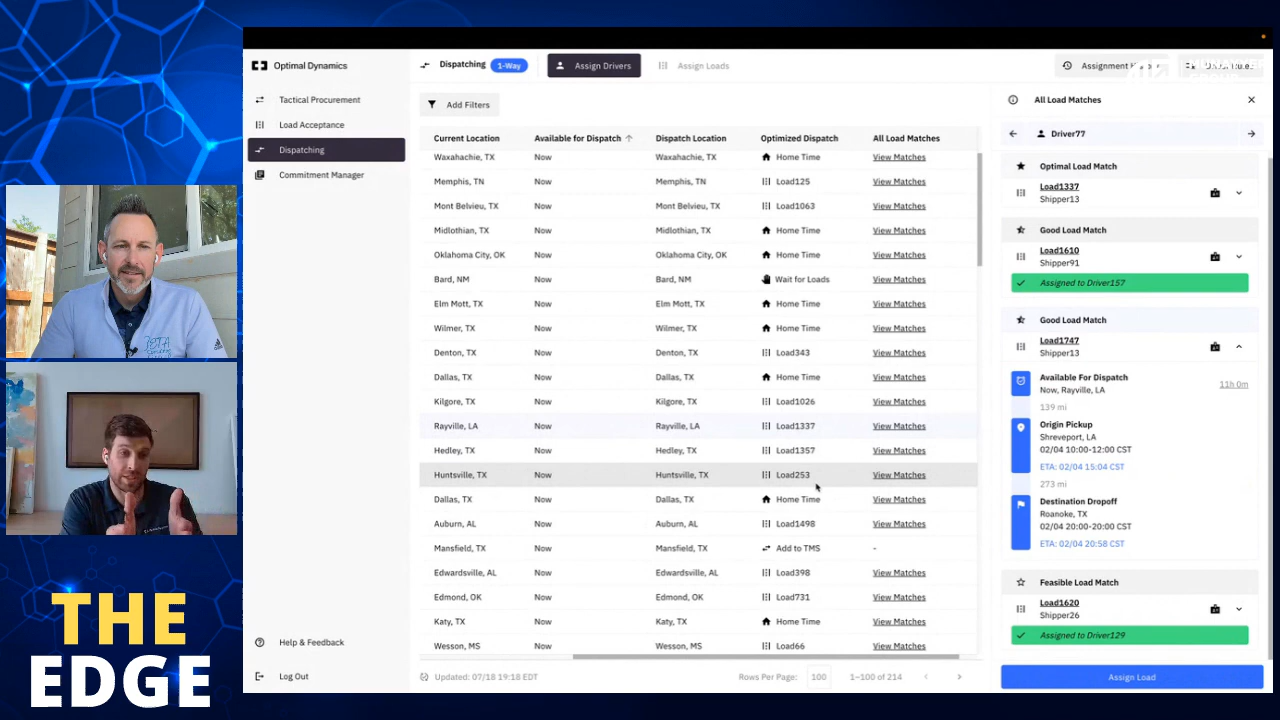 Optimal Dynamics
Tactical Procurement
Load Acceptance
Dispatching
Commitment Manager
Help & Feedback
Log Out
Dispatching 1-Way Assign Drivers Assign Loads Assignment
Add Filters
Current Location Available for Dispatch Dispatch Location Optimized Dispatch All Load Matches
Waxahachie, TX Now Waxahachie, TX Home Time View Matches
Memphis, TN Now Memphis, TN Load125 View Matches
Mont Belvieu, TX Now Mont Belvieu, TX Load1063 View Matches
Midlothian, TX Now Midlothian, TX Home Time View Matches
Oklahoma City, OK Now Oklahoma City, OK Home Time View Matches
Bard, NM Now Bard, NM Wait for Loads View Matches
Elm Mott, TX Now Elm Mott, TX Home Time View Matches
Wilmer, TX Now Wilmer, TX Home Time View Matches
Denton, TX Now Denton, TX Load343 View Matches
Dallas, TX Now Dallas, TX Home Time View Matches
Kilgore, TX Now Kilgore, TX Load1026 View Matches
Rayville, LA Now Rayville, LA Load1337 View Matches
Hedley, TX Now Hedley, TX Load1357 View Matches
Huntsville, TX Now Huntsville, TX Load253 View Matches
Dallas, TX Now Dallas, TX Home Time View Matches
Auburn, AL Now Auburn, AL Load1498 View Matches
Mansfield, TX Now Mansfield, TX Add to TMS -
Edwardsville, AL Now Edwardsville, AL Load398 View Matches
Edmond, OK Now Edmond, OK Load731 View Matches
Katy, TX Now Katy, TX Home Time View Matches
Wesson, MS Now Wesson, MS Load66 View Matches
Updated: 07/18 19:18 EDT Rows Per Page: 100 1–100 of 214
All Load Matches
Driver77
Optimal Load Match
Load1337
Shipper13
Good Load Match
Load1610
Shipper91
Assigned to Driver157
Good Load Match
Load1747
Shipper13
Available For Dispatch 11h 0m
Now, Rayville, LA
139 mi
Origin Pickup
Shreveport, LA
02/04 10:00-12:00 CST
ETA: 02/04 15:04 CST
273 mi
Destination Dropoff
Roanoke, TX
02/04 20:00-20:00 CST
ETA: 02/04 20:58 CST
Feasible Load Match
Load1620
Shipper26
Assigned to Driver129
Assign Load
THE
EDGE